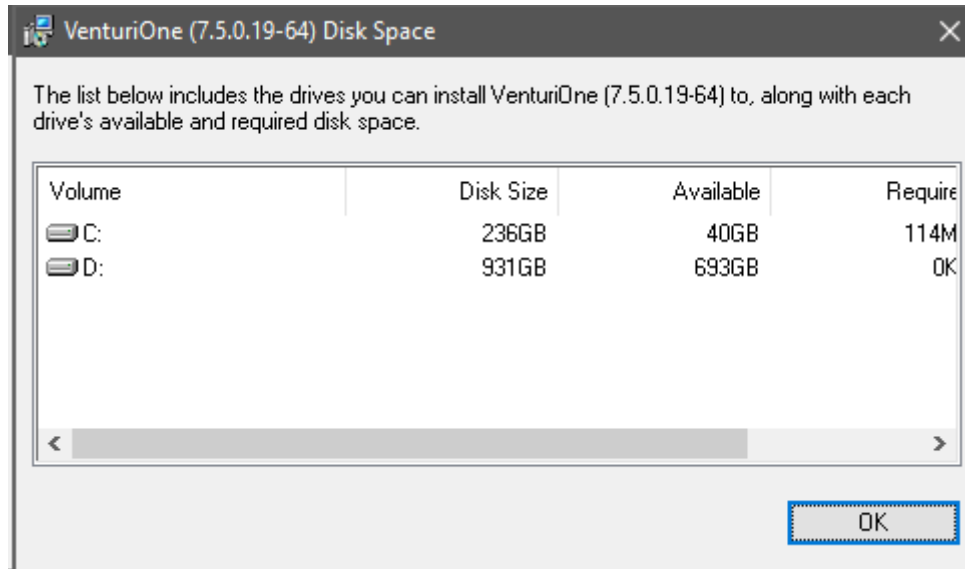 VenturiOne (7.5.0.19-64) Disk Space
The list below includes the drives you can install VenturiOne (7.5.0.19-64) to, along with each
drive's available and required disk space.
Volume Disk Size Available Require
C: 236GB 40GB 114M
D: 931GB 693GB 0K
OK